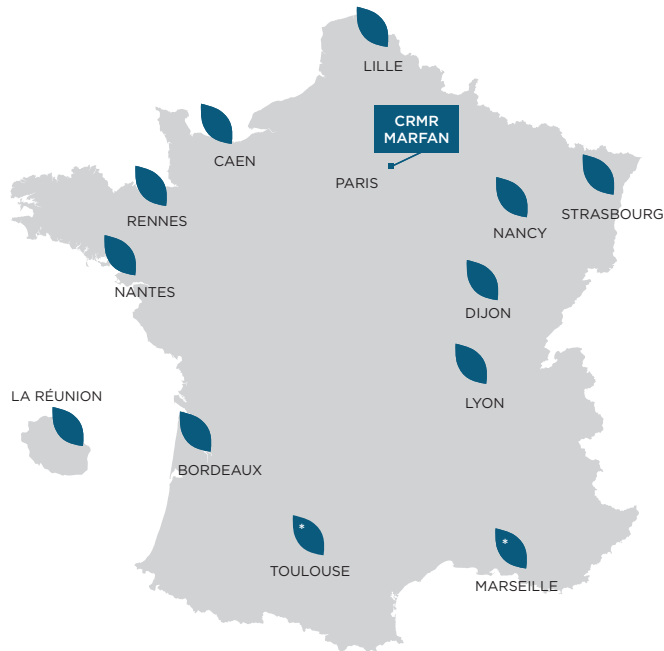 LILLE
CRMR
MARFAN
CAEN
PARIS
STRASBOURG
RENNES
NANCY
NANTES
DIJON
LA RÉUNION
LYON
BORDEAUX
*
*
TOULOUSE
MARSEILLE